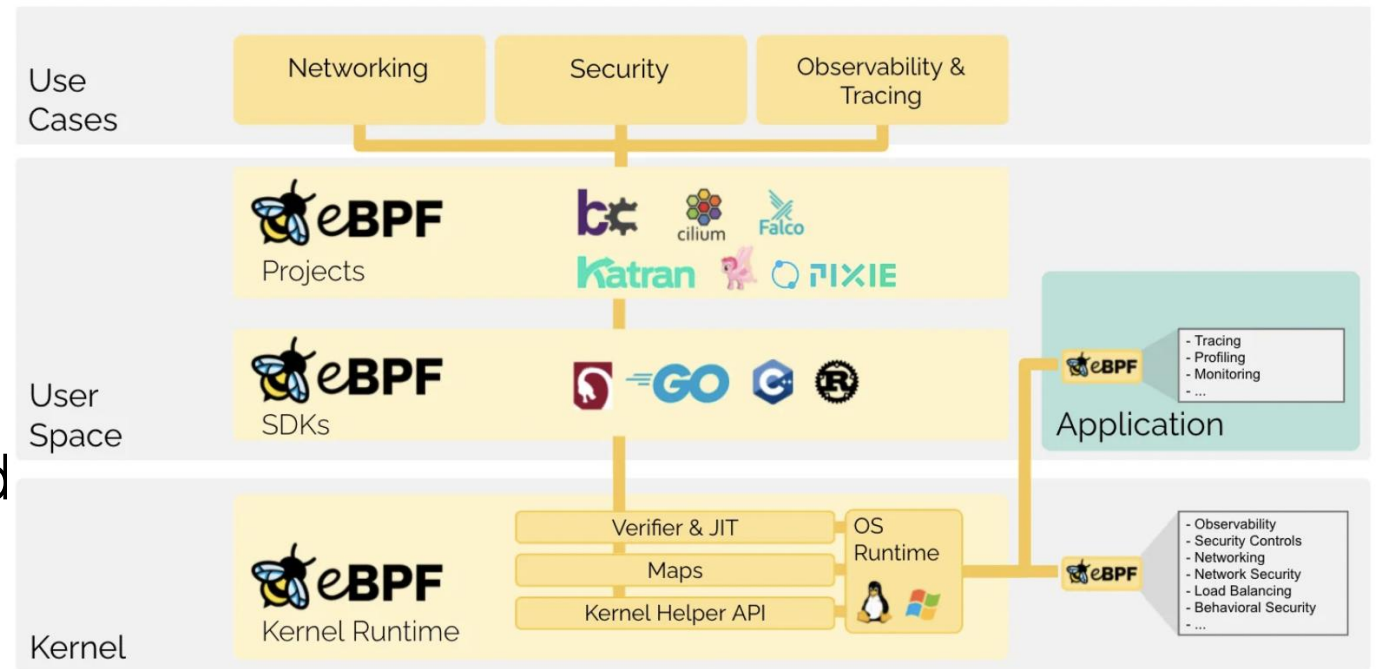 Use
Cases
Networking
Security
Observability &
Tracing
User
Space
eBPF
Projects
bcc
cilium
Falco
Katran
PIXIE
eBPF
SDKs
GO
C++
R
eBPF
- Tracing
- Profiling
- Monitoring
- ...
Application
d
Kernel
eBPF
Kernel Runtime
Verifier & JIT
Maps
Kernel Helper API
OS
Runtime
eBPF
- Observability
- Security Controls
- Networking
- Network Security
- Load Balancing
- Behavioral Security
- ...